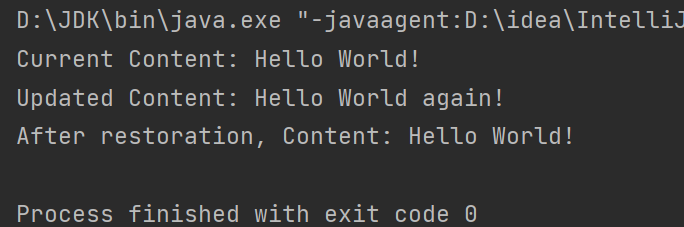 D:\JDK\bin\java.exe "-javaagent:D:\idea\IntelliJ
Current Content: Hello World!
Updated Content: Hello World again!
After restoration, Content: Hello World!
Process finished with exit code 0